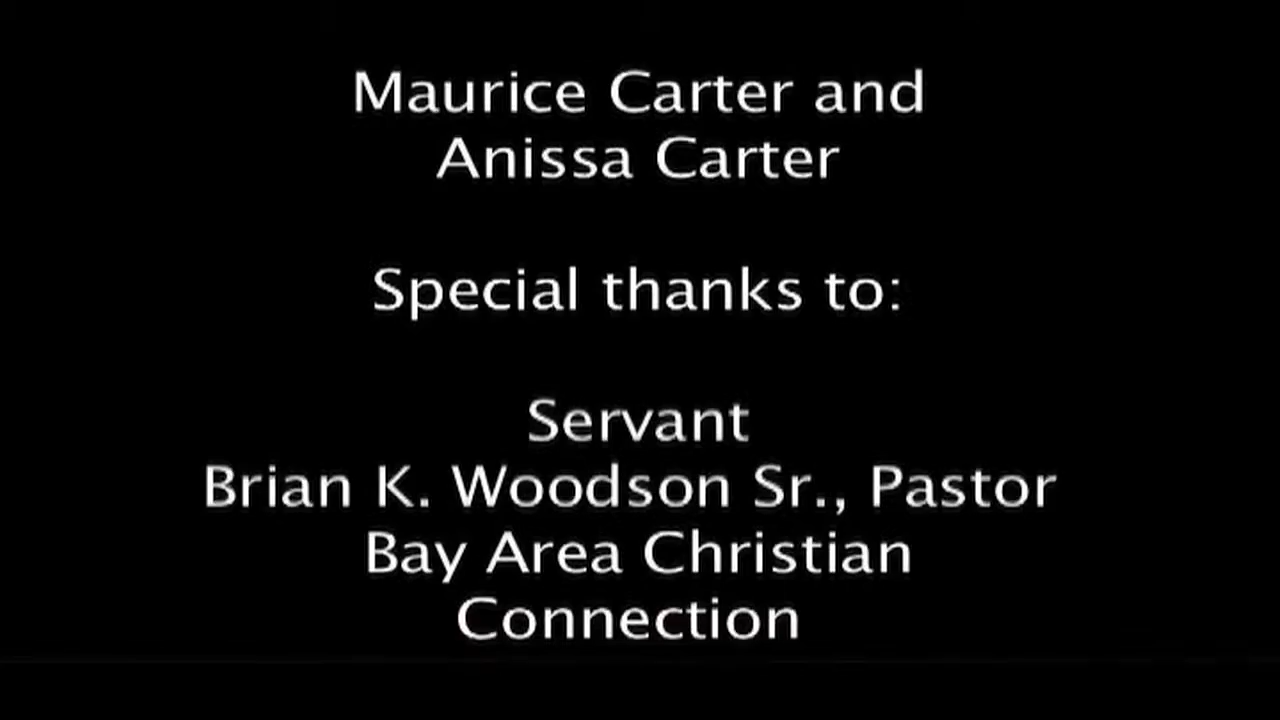 Maurice Carter and
Anissa Carter
Special thanks to:
Servant
Brian K. Woodson Sr., Pastor
Bay Area Christian
Connection